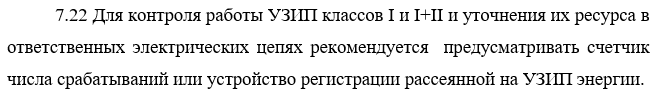 7.22 Для контроля работы УЗИП классов I и I+II и уточнения их ресурса в
ответственных электрических цепях рекомендуется предусматривать счетчик
числа срабатываний или устройство регистрации рассеянной на УЗИП энергии.